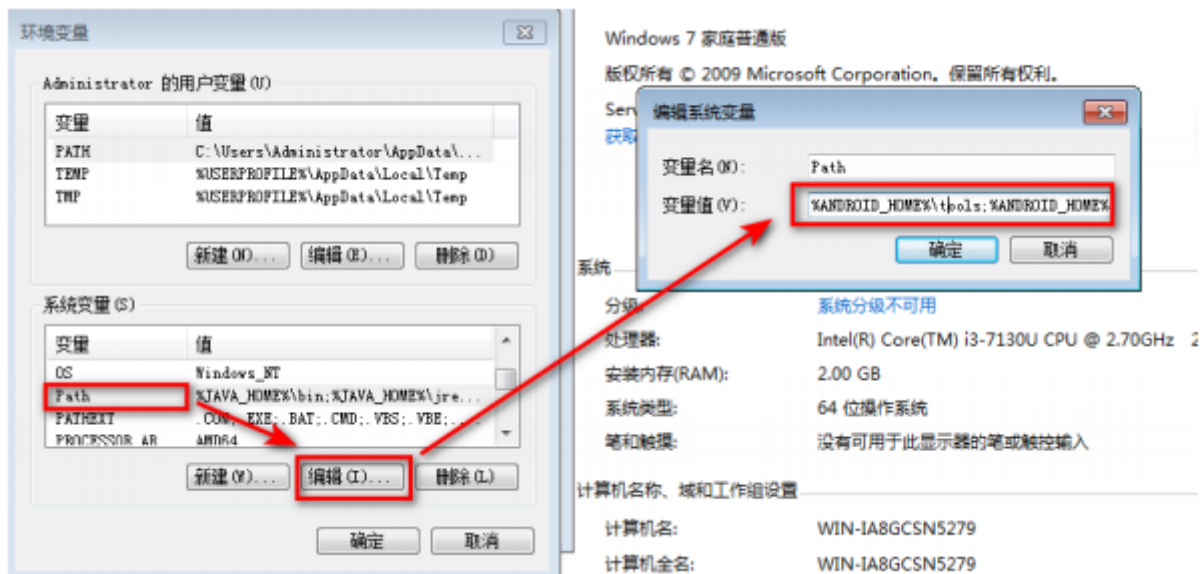 环境变量
Administrator 的用户变量(U)
变量 值
PATH C:\Users\Administrator\AppData\...
TEMP %USERPROFILE%\AppData\Local\Temp
TMP %USERPROFILE%\AppData\Local\Temp
新建(N)... 编辑(E)... 删除(D)
系统变量(S)
变量 值
OS Windows_NT
Path %JAVA_HOME%\bin;%JAVA_HOME%\jre...
PATHEXT .COM;.EXE;.BAT;.CMD;.VBS;.VBE;...
PROCESSOR_AR AMD64
新建(W)... 编辑(I)... 删除(L)
确定 取消
Windows 7 家庭普通版
版权所有 © 2009 Microsoft Corporation。保留所有权利。
Serv
获取
编辑系统变量
变量名(N): Path
变量值(V): %ANDROID_HOME%\tools;%ANDROID_HOME%
确定 取消
系统
分级: 系统分级不可用
处理器: Intel(R) Core(TM) i3-7130U CPU @ 2.70GHz 2
安装内存(RAM): 2.00 GB
系统类型: 64 位操作系统
笔和触摸: 没有可用于此显示器的笔或触控输入
计算机名称、域和工作组设置
计算机名: WIN-IA8GCSN5279
计算机全名: WIN-IA8GCSN5279